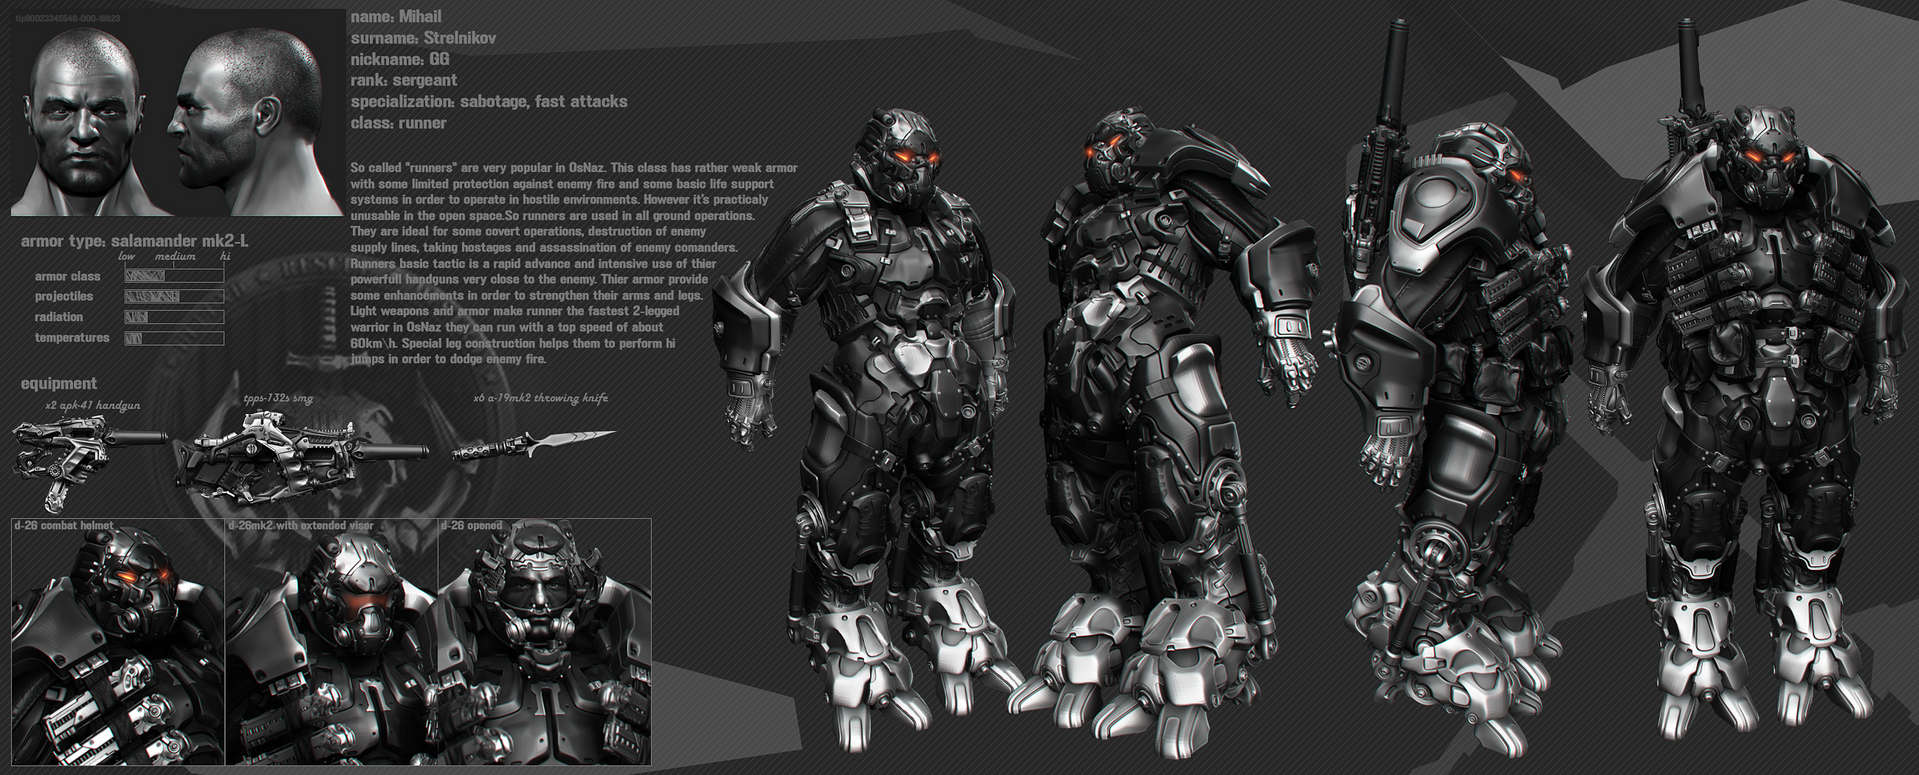 name: Mihail
surname: Strelnikov
nickname: GG
rank: sergeant
specialization: sabotage, fast attacks
class: runner
So called "runners" are very popular in OsNaz. This class has rather weak armor
with some limited protection against enemy fire and some basic life support
systems in order to operate in hostile environments. However it's practicaly
unusable in the open space.So runners are used in all ground operations.
They are ideal for some covert operations, destruction of enemy
supply lines, taking hostages and assassination of enemy comanders.
Runners basic tactic is a rapid advance and intensive use of thier
powerfull handguns very close to the enemy. Thier armor provide
some enhancements in order to strengthen their arms and legs.
Light weapons and armor make runner the fastest 2-legged
warrior in OsNaz they can run with a top speed of about
60km\h. Special leg construction helps them to perform hi
jumps in order to dodge enemy fire.
armor type: salamander mk2-L
low medium hi
armor class
projectiles
radiation
temperatures
equipment
x2 apk-47 handgun
tpps-132s smg
x6 a-19mk2 throwing knife
d-26 combat helmet
d-26mk2 with extended visor
d-26 opened